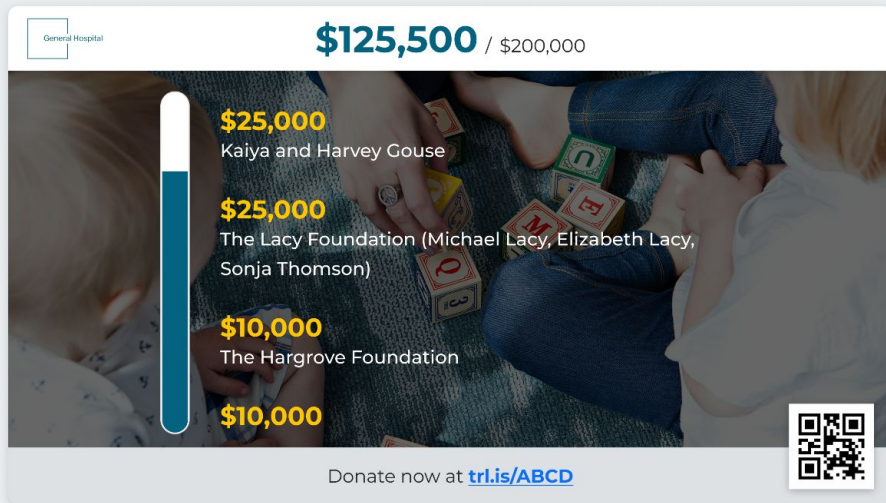 General Hospital
$125,500 / $200,000
$25,000
Kaiya and Harvey Gouse
$25,000
The Lacy Foundation (Michael Lacy, Elizabeth Lacy,
Sonja Thomson)
$10,000
The Hargrove Foundation
$10,000
C
U
E
M
Q
Donate now at trl.is/ABCD